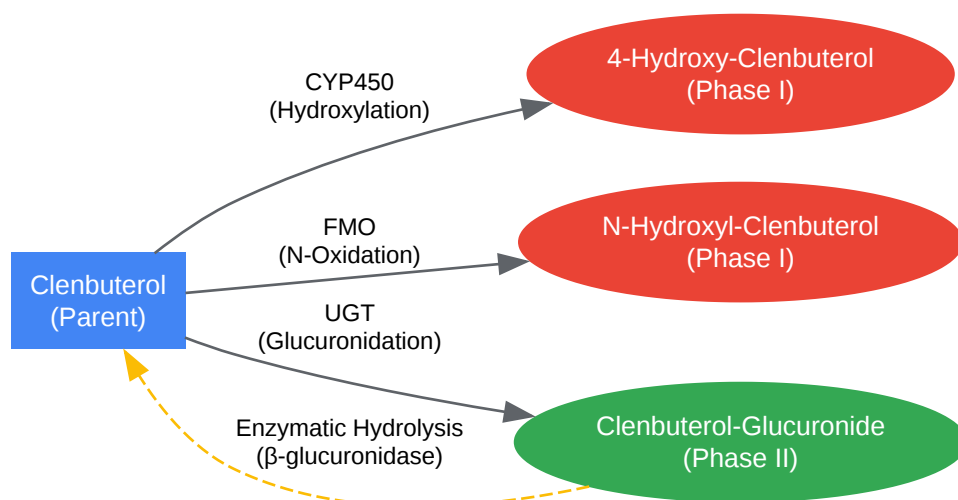 4-Hydroxy-Clenbuterol
(Phase I)
CYP450
(Hydroxylation)
N-Hydroxyl-Clenbuterol
(Phase I)
FMO
(N-Oxidation)
Clenbuterol
(Parent)
UGT
(Glucuronidation)
Clenbuterol-Glucuronide
(Phase II)
Enzymatic Hydrolysis
(β-glucuronidase)